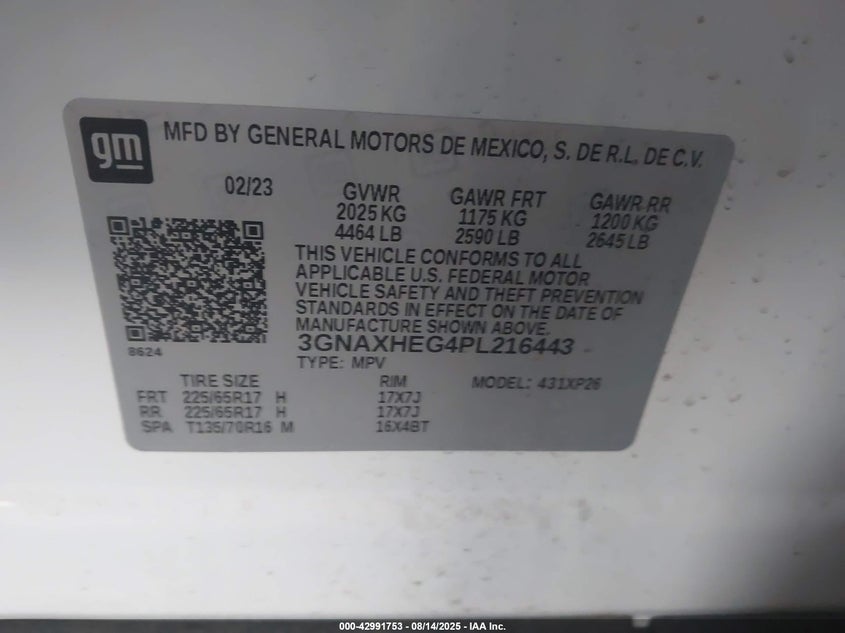 gm
MFD BY GENERAL MOTORS DE MEXICO, S. DE R.L. DE C.V.
02/23 GVWR GAWR FRT GAWR RR
2025 KG 1175 KG 1200 KG
4464 LB 2590 LB 2645 LB
THIS VEHICLE CONFORMS TO ALL
APPLICABLE U.S. FEDERAL MOTOR
VEHICLE SAFETY AND THEFT PREVENTION
STANDARDS IN EFFECT ON THE DATE OF
MANUFACTURE SHOWN ABOVE.
8624
3GNAXHEG4PL216443
TYPE: MPV
TIRE SIZE RIM MODEL: 431XP26
FRT 225/65R17 H 17X7J
RR 225/65R17 H 17X7J
SPA T135/70R16 M 16X4BT
000-42991753 - 08/14/2025 - IAA Inc.